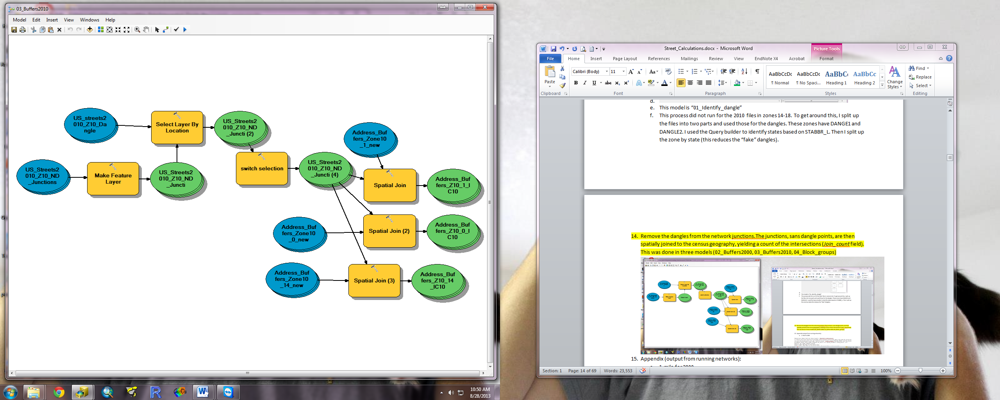 03_Buffers2010
Model Edit Insert View Windows Help
US_streets2
010_Z10_Da
ngle
Select Layer By
Location
US_Streets2
010_Z10_ND
_Juncti (2)
Address_Buf
fers_Zone10
_1_new
US_Streets2
010_Z10_ND
_Junctions
Make Feature
Layer
US_Streets2
010_Z10_ND
_Juncti
switch selection
US_Streets2
010_Z10_ND
_Juncti (4)
Spatial Join
Address_Buf
fers_Z10_1_I
C10
Address_Buf
fers_Zone10
_0_new
Spatial Join (2)
Address_Buf
fers_Z10_0_I
C10
Address_Buf
fers_Zone10
_14_new
Spatial Join (3)
Address_Buf
fers_Z10_14
_IC10
10:50 AM
8/28/2013
Street_Calculations.docx - Microsoft Word
Picture Tools
File Home Insert Page Layout References Mailings Review View EndNote X4 Acrobat Format
Paste
Clipboard
Calibri (Body) 11
Font
Paragraph
AaBbCcDc AaBbCcDc AaBbC AaBbCc
¶ Normal ¶ No Spaci... Heading 1 Heading 2
Change
Styles
Styles
Find
Replace
Select
Editing
d.
e. This model is “01_Identify_dangle”
f. This process did not run for the 2010 files in zones 14-18. To get around this, I split up
the files into two parts and used those for the dangles. These zones have DANGE1 and
DANGLE2. I used the Query builder to identify states based on STABBR_L. Then I split up
the zone by state (this reduces the “fake” dangles).
14. Remove the dangles from the network junctions.The junctions, sans dangle points, are then
spatially joined to the census geography, yielding a count of the intersections (Join_count field).
This was done in three models (02_Buffers2000, 03_Buffers2010, 04_Block_groups)
15. Appendix (output from running networks):
1 mile for 2000
Section: 1 Page: 14 of 69 Words: 23,553 100%